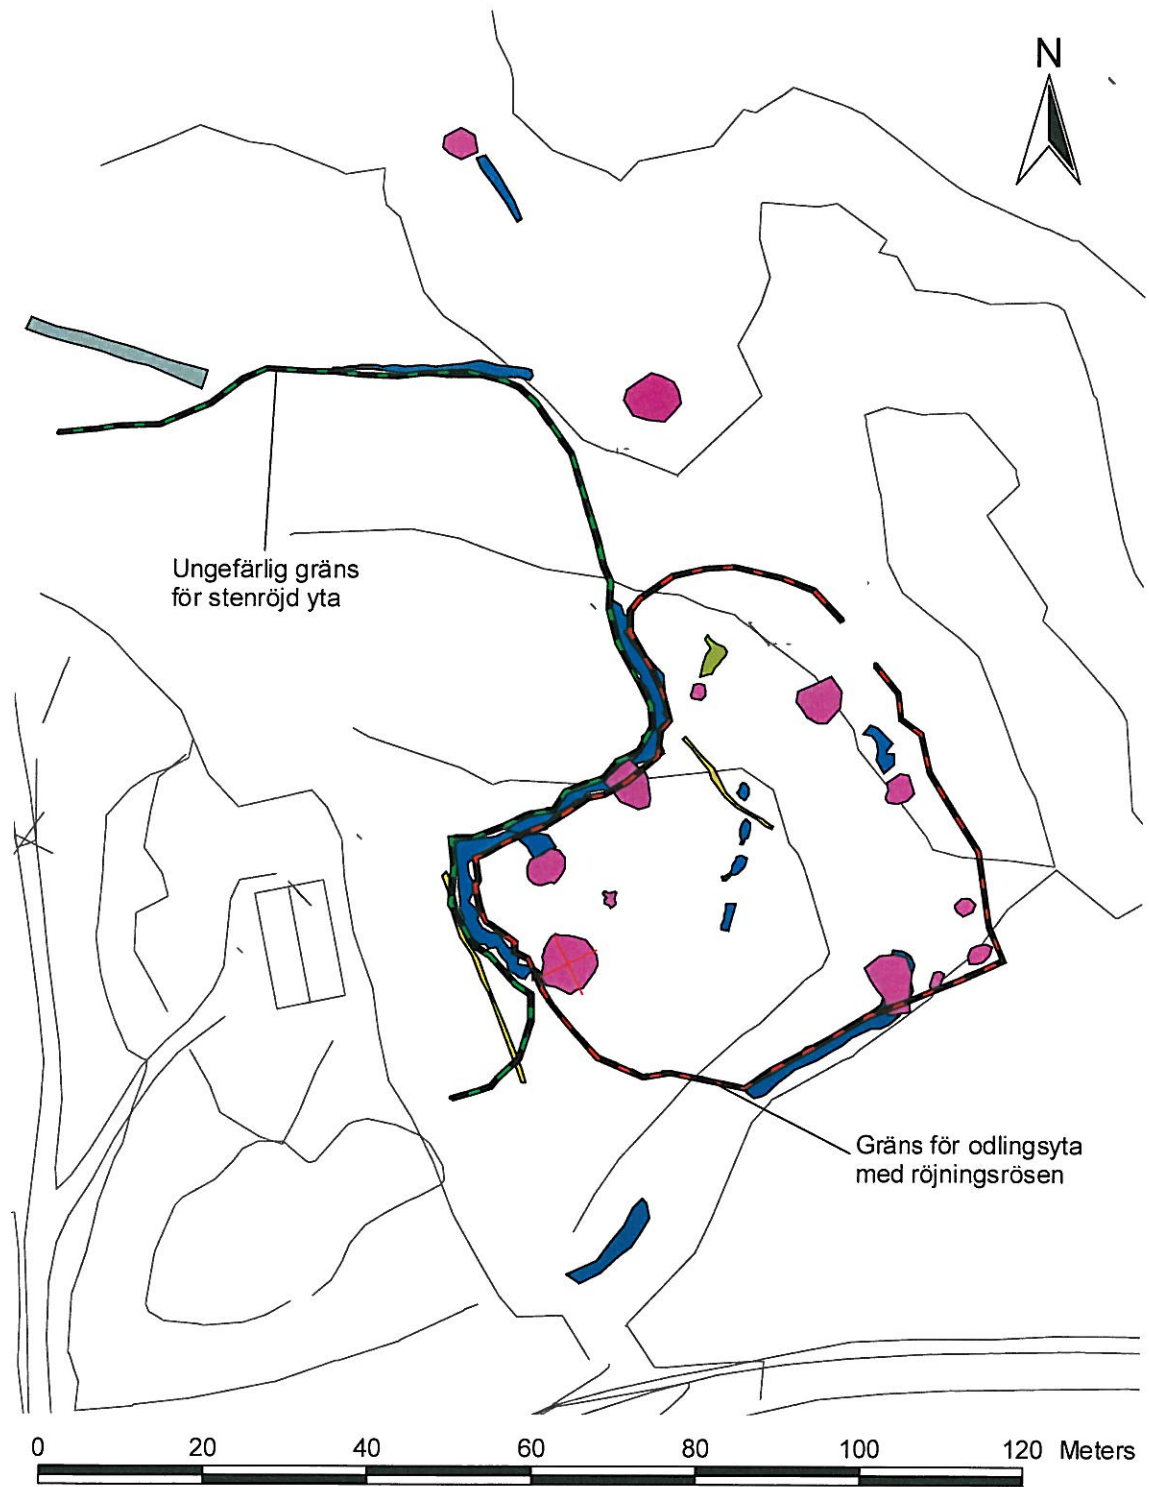 N
Ungefärlig gräns
för stenröjd yta
Gräns för odlingsyta
med röjningsrösen
0 20 40 60 80 100 120 Meters